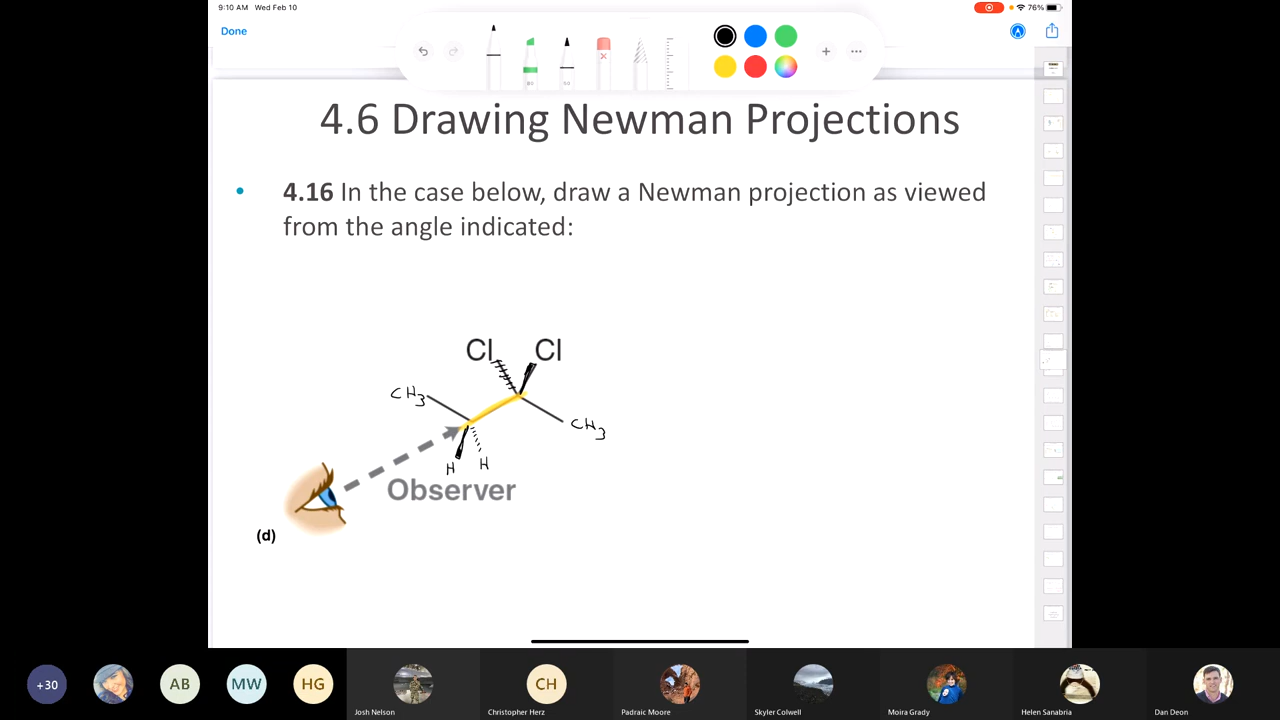 9:10 AM Wed Feb 10
76%
Done
4.6 Drawing Newman Projections
• 4.16 In the case below, draw a Newman projection as viewed
from the angle indicated:
Cl Cl
CH3
CH3
H H
Observer
(d)
+30
AB
MW
HG
CH
Josh Nelson
Christopher Herz
Padraic Moore
Skyler Colwell
Moira Grady
Helen Sanabria
Dan Deon